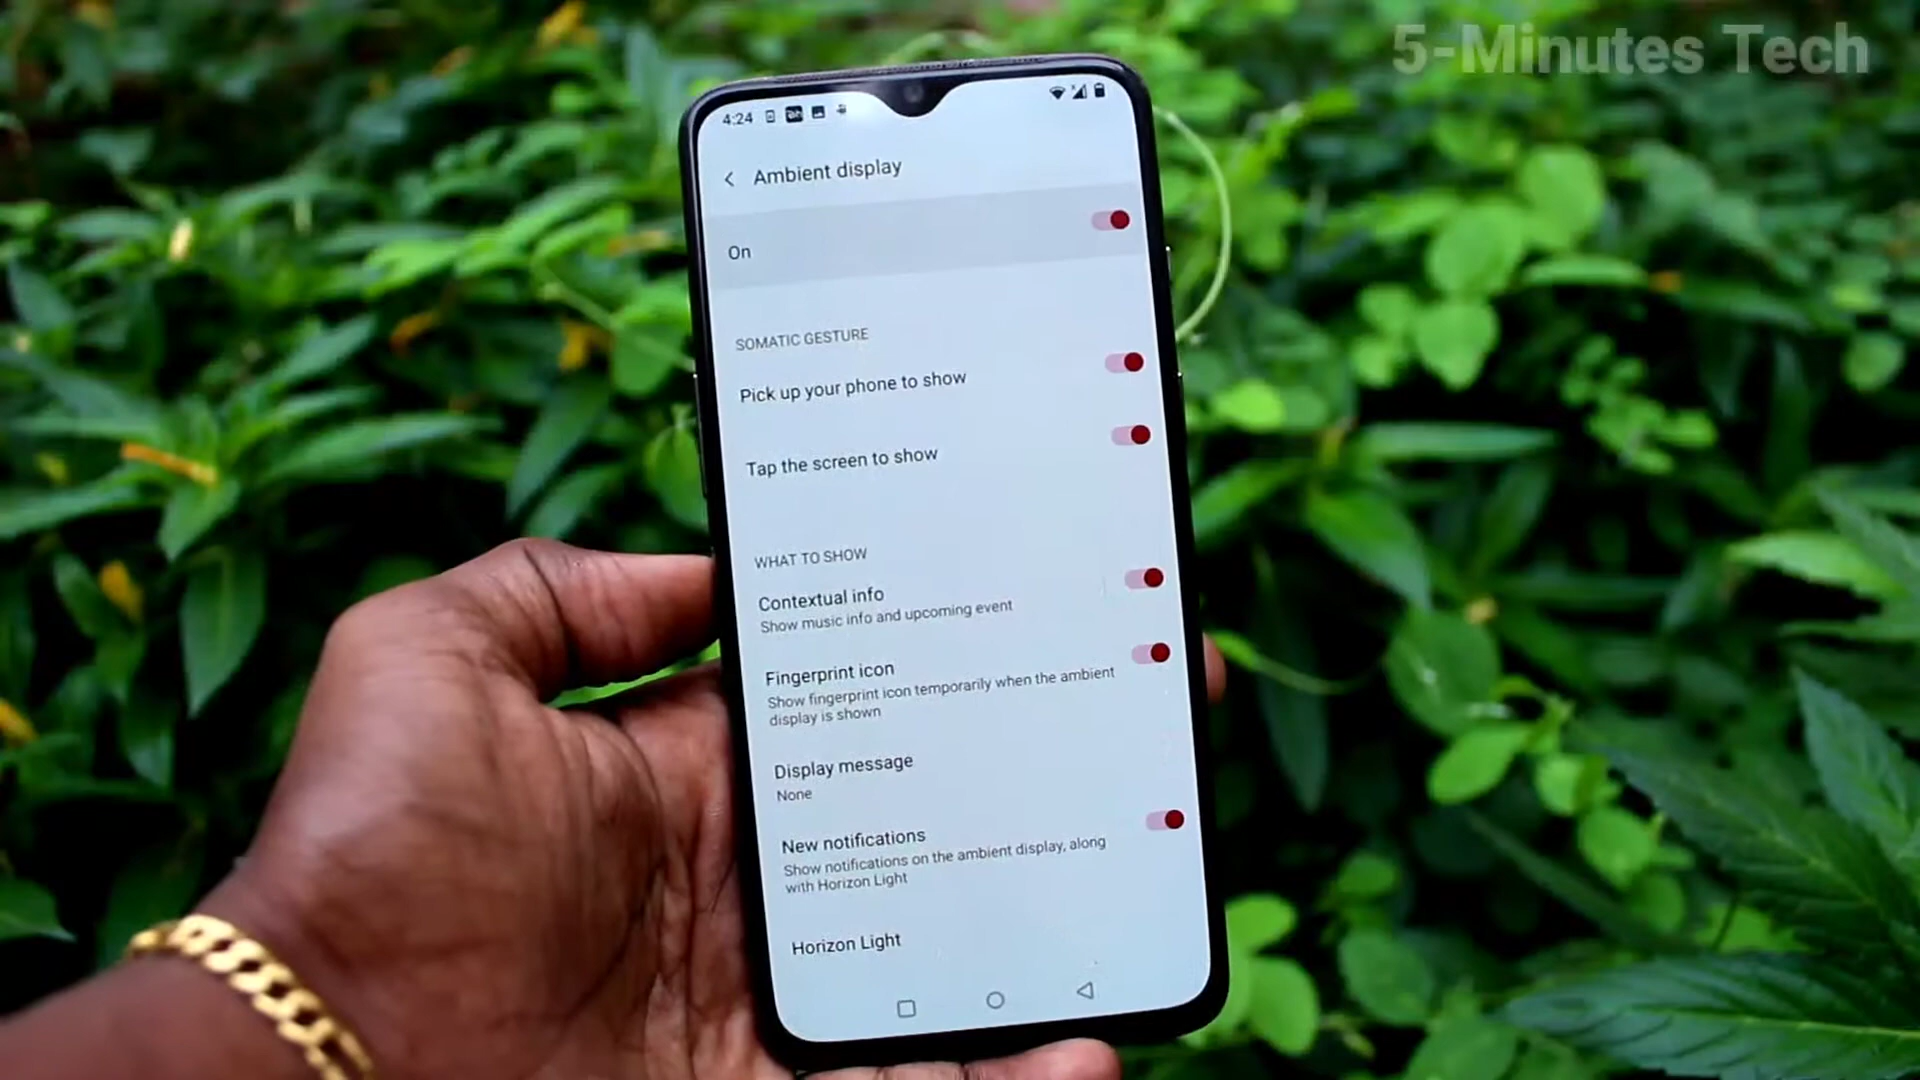 5-Minutes Tech
4:24
Ambient display
On
SOMATIC GESTURE
Pick up your phone to show
Tap the screen to show
WHAT TO SHOW
Contextual info
Show music info and upcoming event
Fingerprint icon
Show fingerprint icon temporarily when the ambient
display is shown
Display message
None
New notifications
Show notifications on the ambient display, along
with Horizon Light
Horizon Light